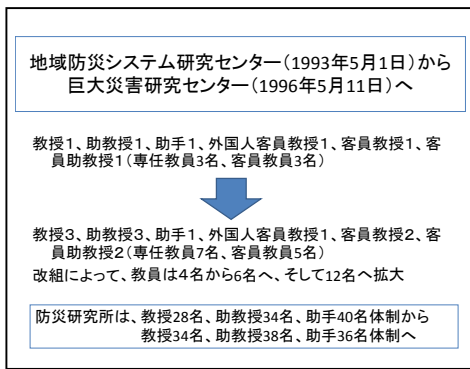 地域防災システム研究センター(1993年5月1日)から
巨大災害研究センター(1996年5月11日)へ
教授1、助教授1、助手1、外国人客員教授1、客員教授1、客
員助教授1(専任教員3名、客員教員3名)
教授3、助教授3、助手1、外国人客員教授1、客員教授2、客
員助教授2(専任教員7名、客員教員5名)
改組によって、教員は4名から6名へ、そして12名へ拡大
防災研究所は、教授28名、助教授34名、助手40名体制から
教授34名、助教授38名、助手36名体制へ